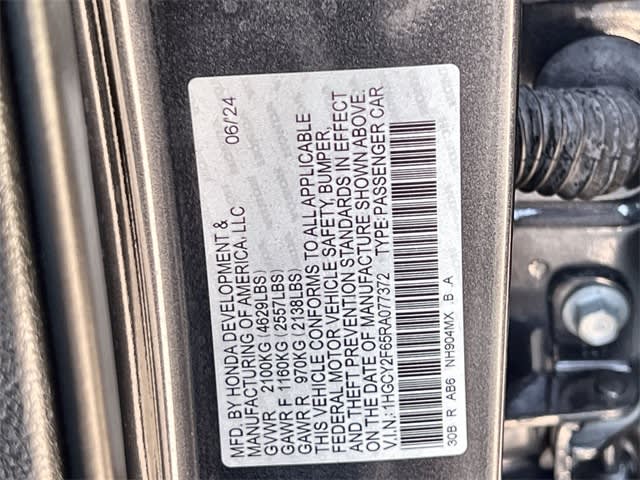 MFD. BY HONDA DEVELOPMENT &
MANUFACTURING OF AMERICA, LLC 06/'24
GVWR 2100KG (4629LBS)
GAWR F 1160KG (2557LBS)
GAWR R 970KG (2138LBS)
THIS VEHICLE CONFORMS TO ALL APPLICABLE
FEDERAL MOTOR VEHICLE SAFETY, BUMPER,
AND THEFT PREVENTION STANDARDS IN EFFECT
ON THE DATE OF MANUFACTURE SHOWN ABOVE.
V.I.N.: 1HGCY2F65RA077372 TYPE: PASSENGER CAR
30B R AB6 NH904MX B A